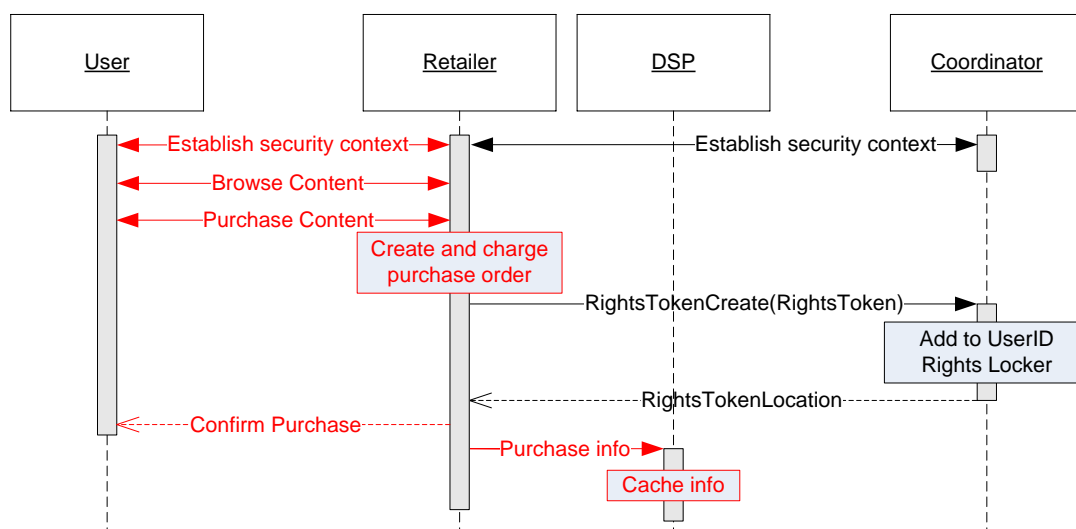 User
Retailer
DSP
Coordinator
Establish security context
Establish security context
Browse Content
Purchase Content
Create and charge
purchase order
RightsTokenCreate(RightsToken)
Add to UserID
Rights Locker
RightsTokenLocation
Confirm Purchase
Purchase info
Cache info